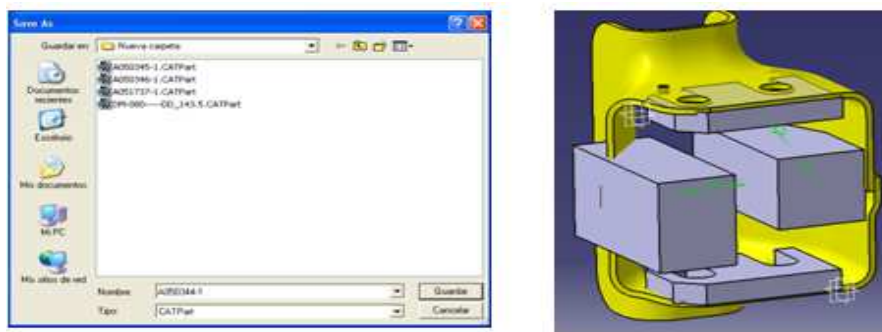 Save As
Guardar en: Nueva carpeta
A050345-1.CATPart
A050346-1.CATPart
A051737-1.CATPart
Documentos
recientes
Escritorio
Mis documentos
Mi PC
Mis sitios de red
Nombre: A050344-1
Guardar
Tipo: CATPart
Cancelar